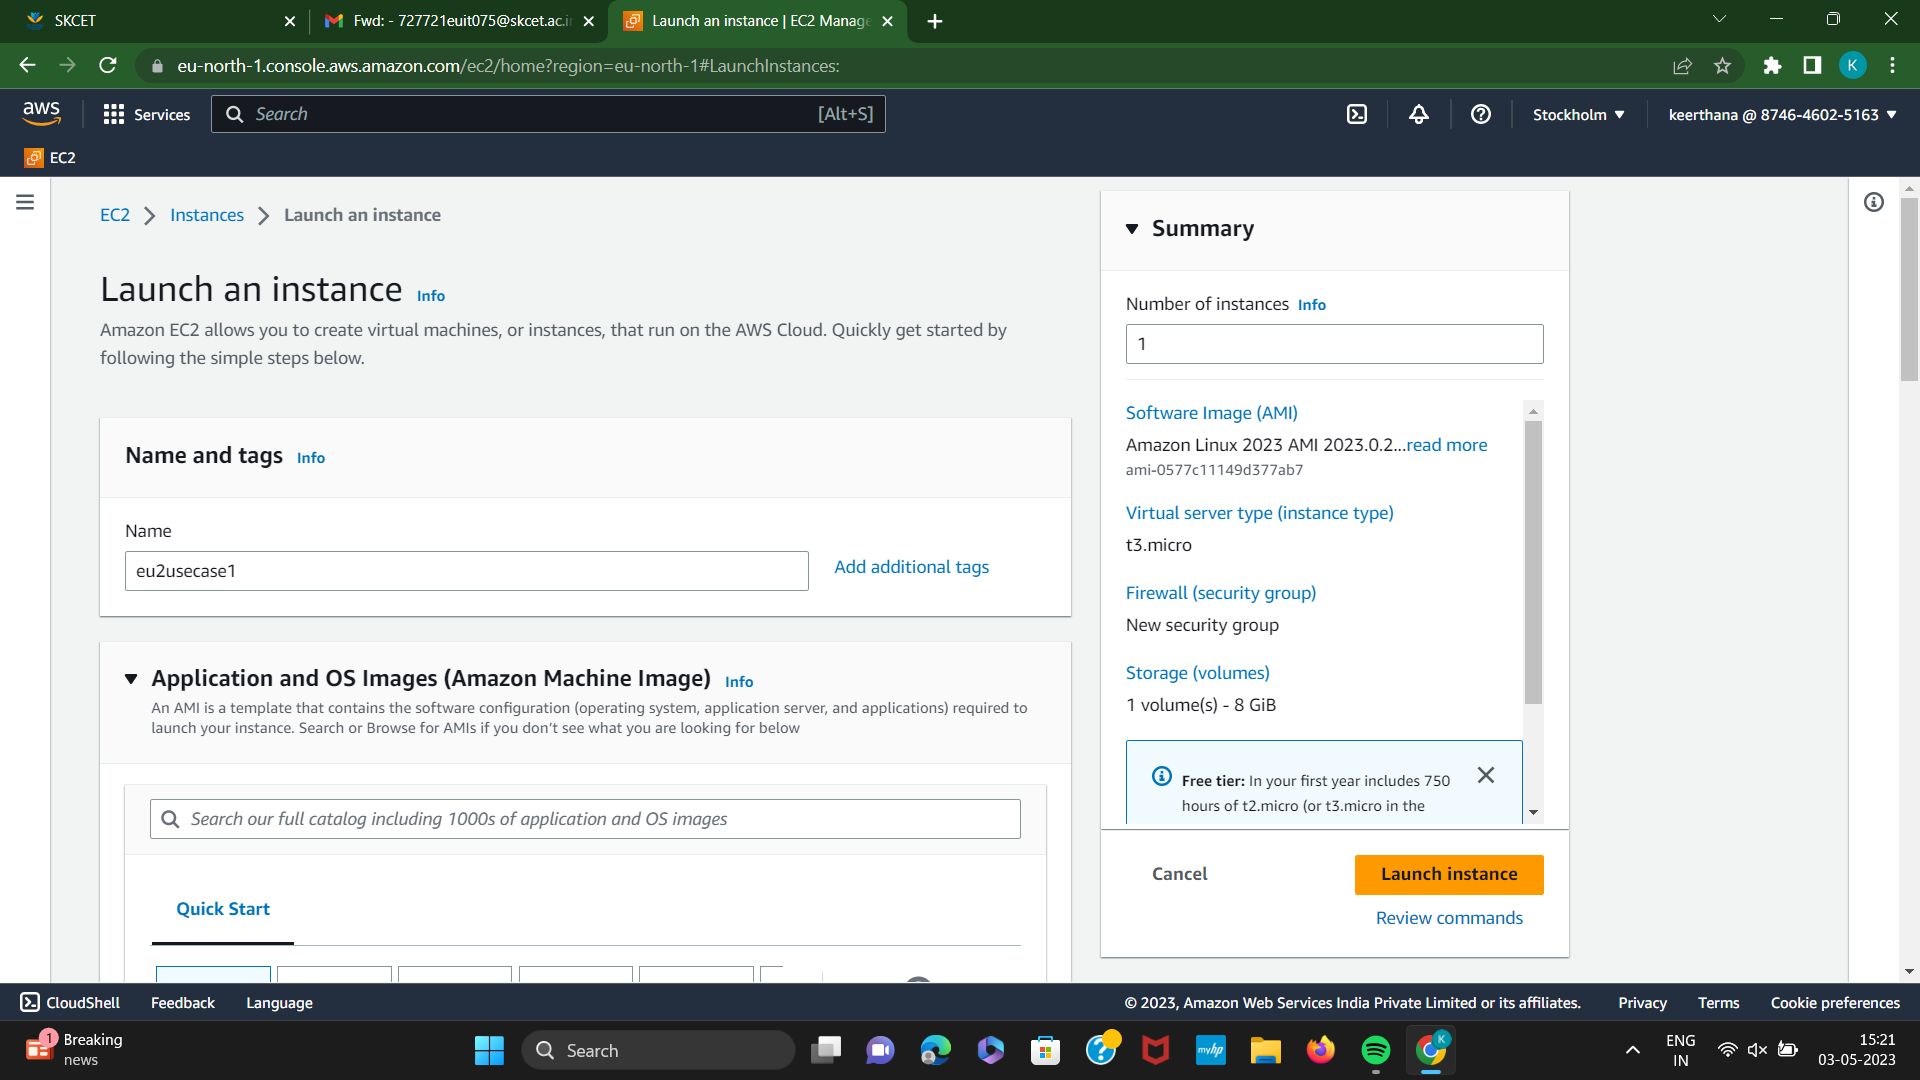 SKCET
Fwd: - 727721euit075@skcet.ac.i
Launch an instance | EC2 Manage
eu-north-1.console.aws.amazon.com/ec2/home?region=eu-north-1#LaunchInstances:
K
aws
Services
Search
[Alt+S]
Stockholm
keerthana @ 8746-4602-5163
EC2
EC2
Instances
Launch an instance
Launch an instance Info
Amazon EC2 allows you to create virtual machines, or instances, that run on the AWS Cloud. Quickly get started by
following the simple steps below.
Name and tags Info
Name
eu2usecase1
Add additional tags
Application and OS Images (Amazon Machine Image) Info
An AMI is a template that contains the software configuration (operating system, application server, and applications) required to
launch your instance. Search or Browse for AMIs if you don't see what you are looking for below
Search our full catalog including 1000s of application and OS images
Quick Start
Summary
Number of instances Info
1
Software Image (AMI)
Amazon Linux 2023 AMI 2023.0.2...read more
ami-0577c11149d377ab7
Virtual server type (instance type)
t3.micro
Firewall (security group)
New security group
Storage (volumes)
1 volume(s) - 8 GiB
Free tier: In your first year includes 750
hours of t2.micro (or t3.micro in the
Cancel
Launch instance
Review commands
CloudShell
Feedback
Language
© 2023, Amazon Web Services India Private Limited or its affiliates.
Privacy
Terms
Cookie preferences
1
Breaking
news
Search
myhp
K
ENG
IN
15:21
03-05-2023